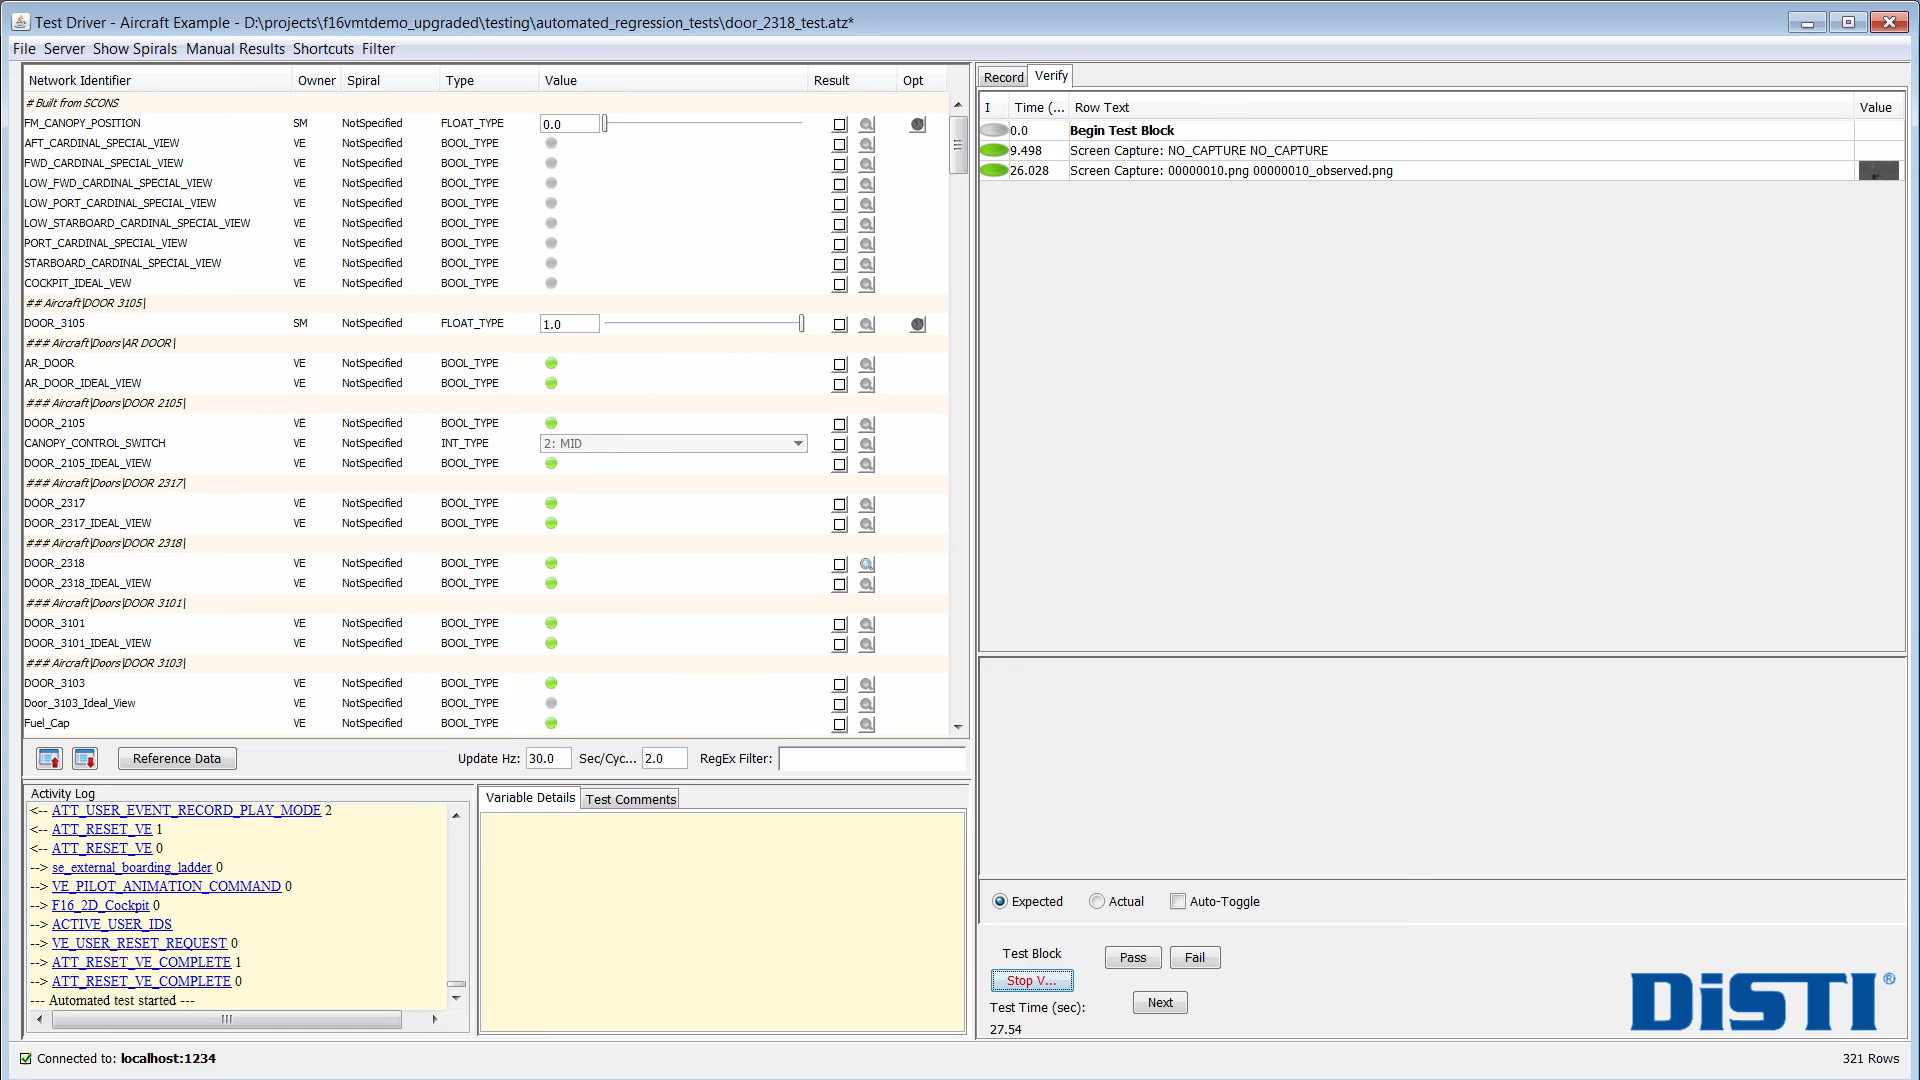 Test Driver - Aircraft Example - D:\projects\f16vmtdemo_upgraded\testing\automated_regression_tests\door_2318_test.atz*
File Server Show Spirals Manual Results Shortcuts Filter
Network Identifier Owner Spiral Type Value Result Opt
# Built from SCONS
FM_CANOPY_POSITION SM NotSpecified FLOAT_TYPE 0.0
AFT_CARDINAL_SPECIAL_VIEW VE NotSpecified BOOL_TYPE
FWD_CARDINAL_SPECIAL_VIEW VE NotSpecified BOOL_TYPE
LOW_FWD_CARDINAL_SPECIAL_VIEW VE NotSpecified BOOL_TYPE
LOW_PORT_CARDINAL_SPECIAL_VIEW VE NotSpecified BOOL_TYPE
LOW_STARBOARD_CARDINAL_SPECIAL_VIEW VE NotSpecified BOOL_TYPE
PORT_CARDINAL_SPECIAL_VIEW VE NotSpecified BOOL_TYPE
STARBOARD_CARDINAL_SPECIAL_VIEW VE NotSpecified BOOL_TYPE
COCKPIT_IDEAL_VEW VE NotSpecified BOOL_TYPE
## Aircraft|DOOR 3105|
DOOR_3105 SM NotSpecified FLOAT_TYPE 1.0
### Aircraft|Doors|AR DOOR|
AR_DOOR VE NotSpecified BOOL_TYPE
AR_DOOR_IDEAL_VIEW VE NotSpecified BOOL_TYPE
### Aircraft|Doors|DOOR 2105|
DOOR_2105 VE NotSpecified BOOL_TYPE
CANOPY_CONTROL_SWITCH VE NotSpecified INT_TYPE 2: MID
DOOR_2105_IDEAL_VIEW VE NotSpecified BOOL_TYPE
### Aircraft|Doors|DOOR 2317|
DOOR_2317 VE NotSpecified BOOL_TYPE
DOOR_2317_IDEAL_VIEW VE NotSpecified BOOL_TYPE
### Aircraft|Doors|DOOR 2318|
DOOR_2318 VE NotSpecified BOOL_TYPE
DOOR_2318_IDEAL_VIEW VE NotSpecified BOOL_TYPE
### Aircraft|Doors|DOOR 3101|
DOOR_3101 VE NotSpecified BOOL_TYPE
DOOR_3101_IDEAL_VIEW VE NotSpecified BOOL_TYPE
### Aircraft|Doors|DOOR 3103|
DOOR_3103 VE NotSpecified BOOL_TYPE
Door_3103_Ideal_View VE NotSpecified BOOL_TYPE
Fuel_Cap VE NotSpecified BOOL_TYPE
Reference Data Update Hz: 30.0 Sec/Cyc... 2.0 RegEx Filter:
Activity Log
<-- ATT_USER_EVENT_RECORD_PLAY_MODE 2
<-- ATT_RESET_VE 1
<-- ATT_RESET_VE 0
--> se_external_boarding_ladder 0
--> VE_PILOT_ANIMATION_COMMAND 0
--> F16_2D_Cockpit 0
--> ACTIVE_USER_IDS
--> VE_USER_RESET_REQUEST 0
--> ATT_RESET_VE_COMPLETE 1
--> ATT_RESET_VE_COMPLETE 0
--- Automated test started ---
Variable Details Test Comments
Record Verify
I Time (... Row Text Value
0.0 Begin Test Block
9.498 Screen Capture: NO_CAPTURE NO_CAPTURE
26.028 Screen Capture: 00000010.png 00000010_observed.png
Expected Actual Auto-Toggle
Test Block Pass Fail
Stop V...
Test Time (sec): Next
27.54
DiSTI®
Connected to: localhost:1234
321 Rows